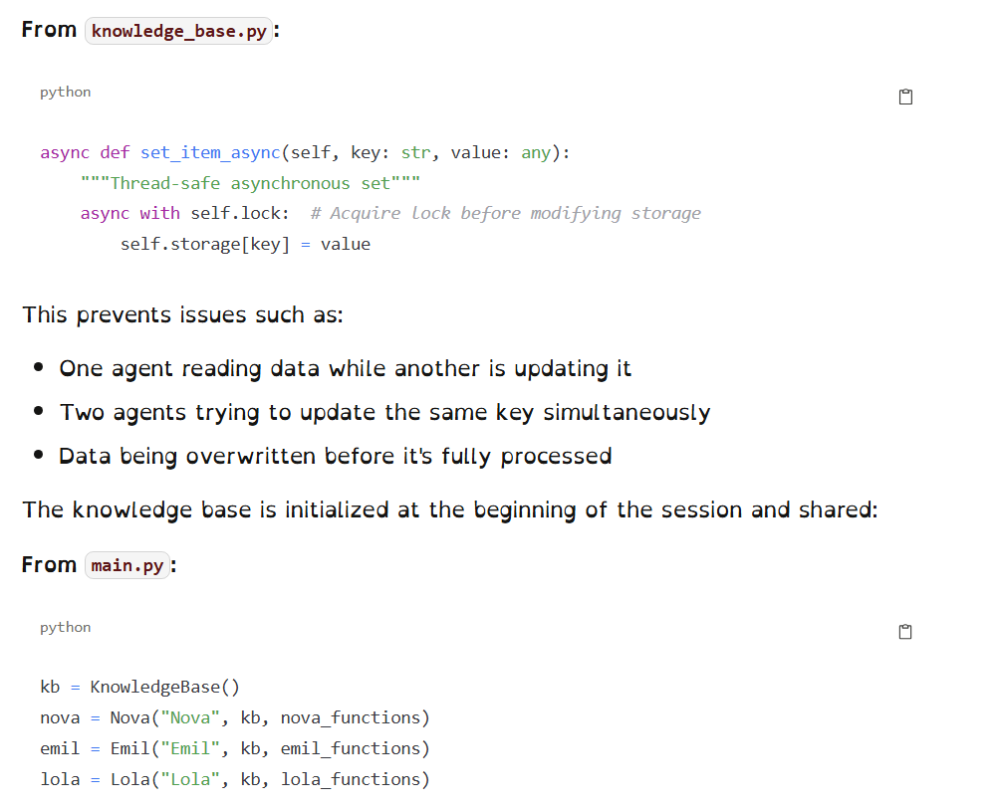 From knowledge_base.py:
python
async def set_item_async(self, key: str, value: any):
    """Thread-safe asynchronous set"""
    async with self.lock:  # Acquire lock before modifying storage
        self.storage[key] = value
This prevents issues such as:
• One agent reading data while another is updating it
• Two agents trying to update the same key simultaneously
• Data being overwritten before it's fully processed
The knowledge base is initialized at the beginning of the session and shared:
From main.py:
python
kb = KnowledgeBase()
nova = Nova("Nova", kb, nova_functions)
emil = Emil("Emil", kb, emil_functions)
lola = Lola("Lola", kb, lola_functions)